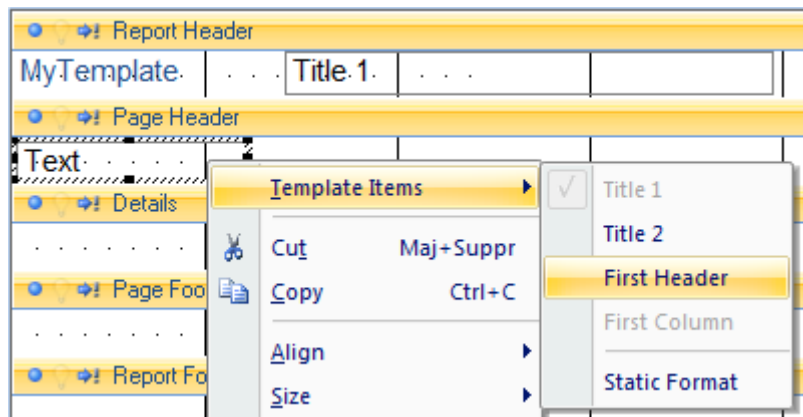 Report Header
MyTemplate Title 1
Page Header
Text
Template Items
Title 1
Details
Title 2
Cut Maj+Suppr
First Header
Page Foo
Copy Ctrl+C
First Column
Align
Report Fo
Static Format
Size